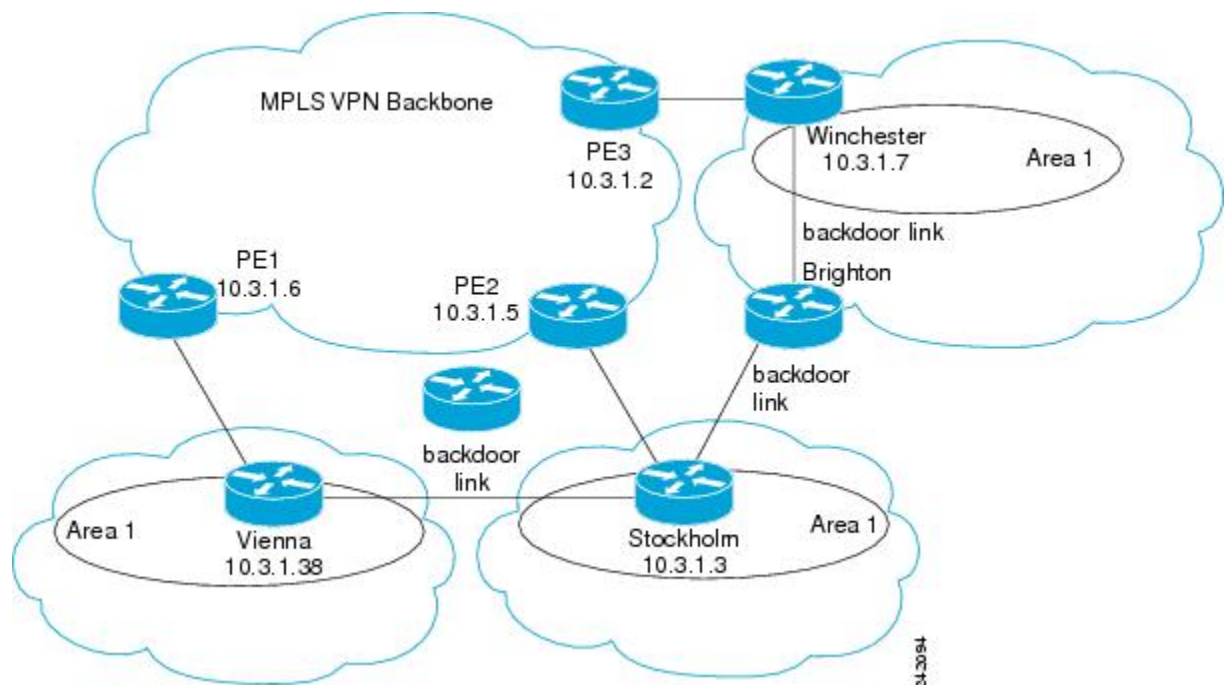 MPLS VPN Backbone
PE3
10.3.1.2
Winchester
10.3.1.7
Area 1
backdoor link
Brighton
PE1
10.3.1.6
PE2
10.3.1.5
backdoor
link
backdoor
link
Area 1
Vienna
10.3.1.38
Stockholm
10.3.1.3
Area 1